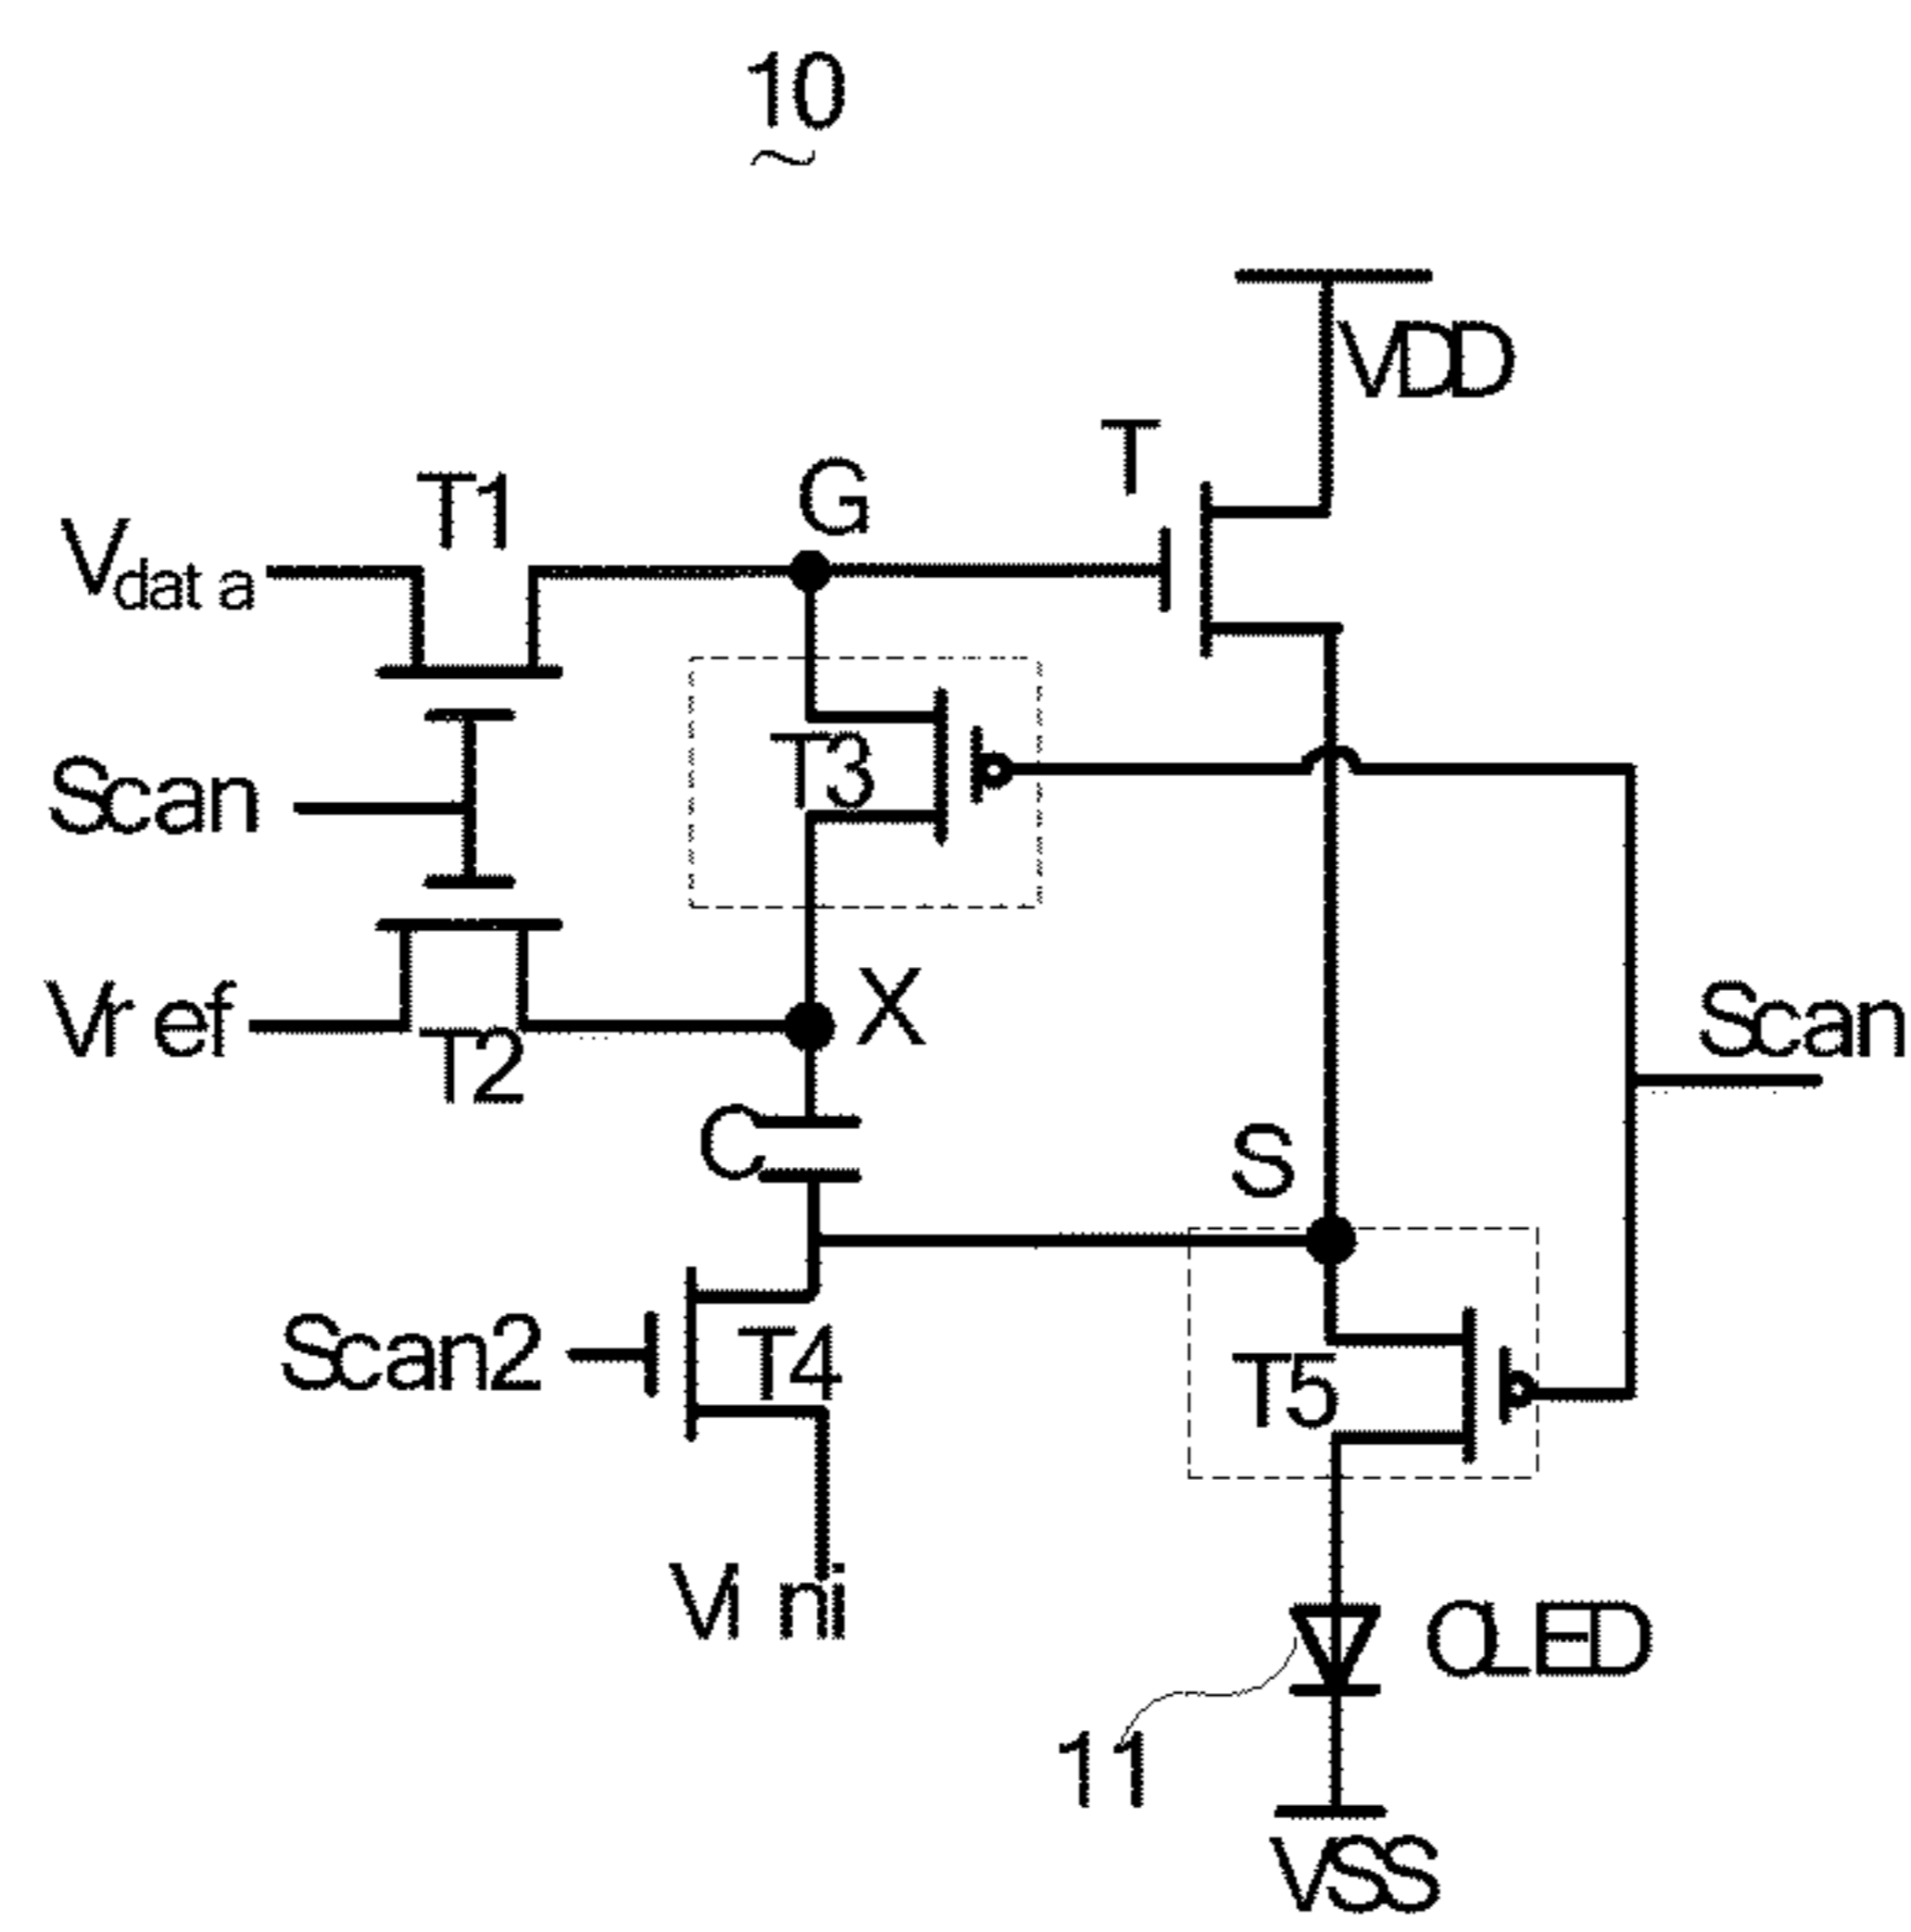 10
VDD
T
G
T1
Vdata
T3
Scan
X
Vref
T2
Scan
C
S
Scan2
T4
T5
Vini
OLED
11
VSS